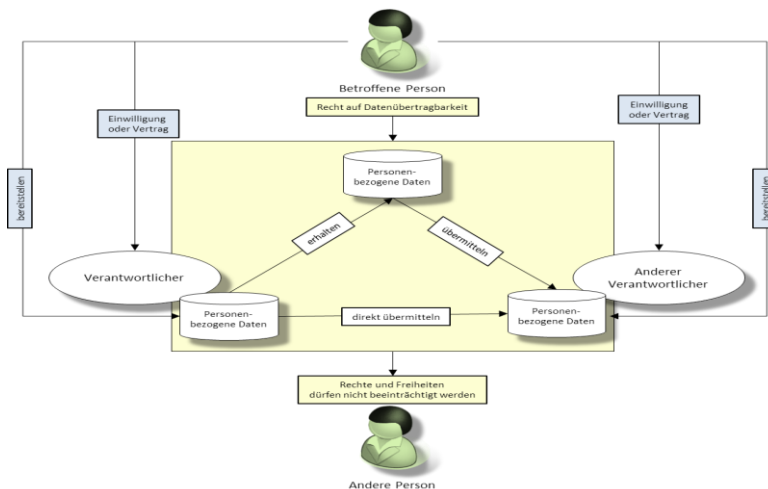 Betroffene Person
Recht auf Datenübertragbarkeit
Einwilligung
oder Vertrag
Einwilligung
oder Vertrag
bereitstellen
bereitstellen
Personen-
bezogene Daten
erhalten
übermitteln
Verantwortlicher
Anderer
Verantwortlicher
Personen-
bezogene Daten
direkt übermitteln
Personen-
bezogene Daten
Rechte und Freiheiten
dürfen nicht beeinträchtigt werden
Andere Person